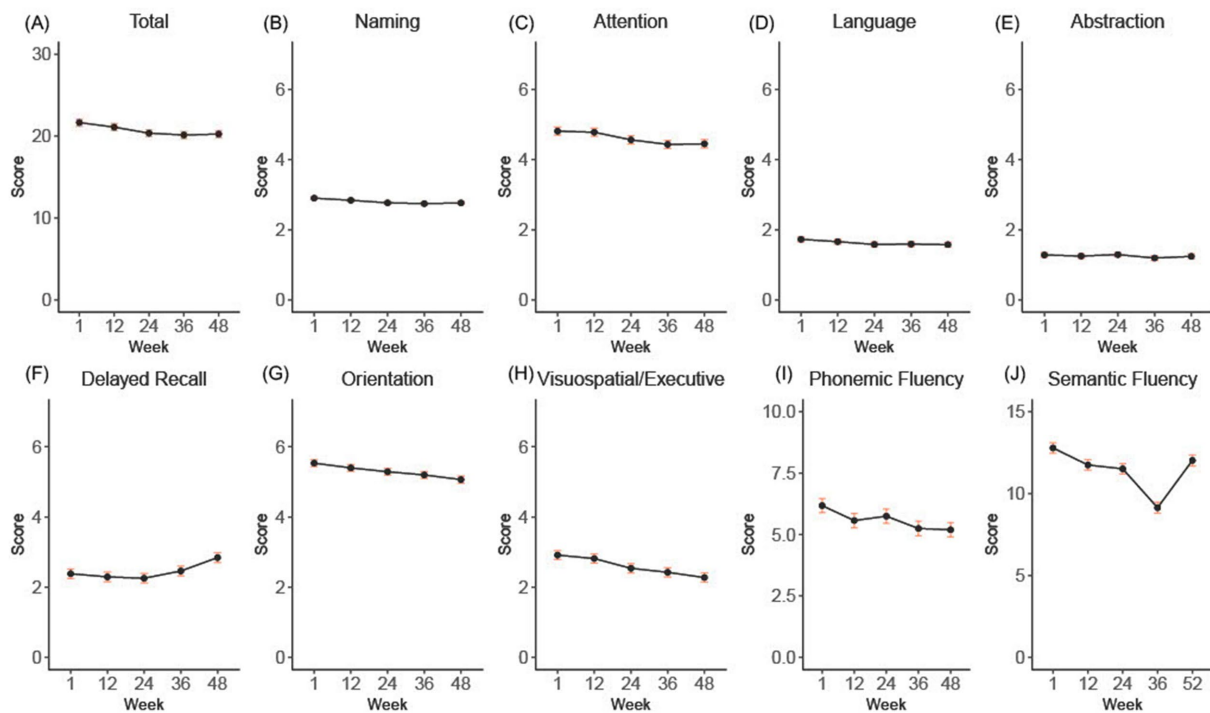 (A) Total
(B) Naming
(C) Attention
(D) Language
(E) Abstraction
30
20
10
0
Score
1 12 24 36 48
Week
6
4
2
0
Score
1 12 24 36 48
Week
6
4
2
0
Score
1 12 24 36 48
Week
6
4
2
0
Score
1 12 24 36 48
Week
6
4
2
0
Score
1 12 24 36 48
Week
(F) Delayed Recall
(G) Orientation
(H) Visuospatial/Executive
(I) Phonemic Fluency
(J) Semantic Fluency
6
4
2
0
Score
1 12 24 36 48
Week
6
4
2
0
Score
1 12 24 36 48
Week
6
4
2
0
Score
1 12 24 36 48
Week
10.0
7.5
5.0
2.5
0.0
Score
1 12 24 36 48
Week
15
10
5
0
Score
1 12 24 36 52
Week